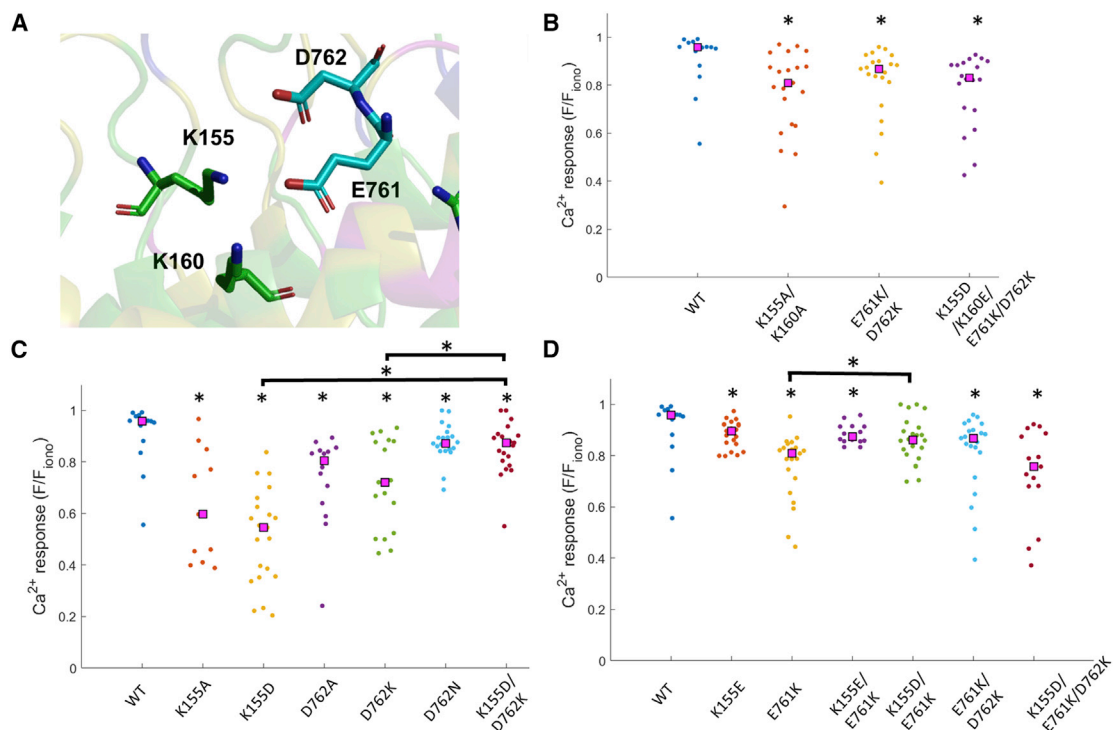 A
D762
K155
E761
K160
B
* * *
Ca2+ response (F/Fiono)
1
0.8
0.6
0.4
0.2
0
WT
K155A/
K160A
E761K/
D762K
K155D
/K160E/
E761K/D762K
C
*
*
* * * * * *
Ca2+ response (F/Fiono)
1
0.8
0.6
0.4
0.2
0
WT
K155A
K155D
D762A
D762K
D762N
K155D/
D762K
D
*
* * * * *
Ca2+ response (F/Fiono)
1
0.8
0.6
0.4
0.2
0
WT
K155E
E761K
K155E/
E761K
K155D/
E761K
E761K/
D762K
K155D/
E761K/D762K